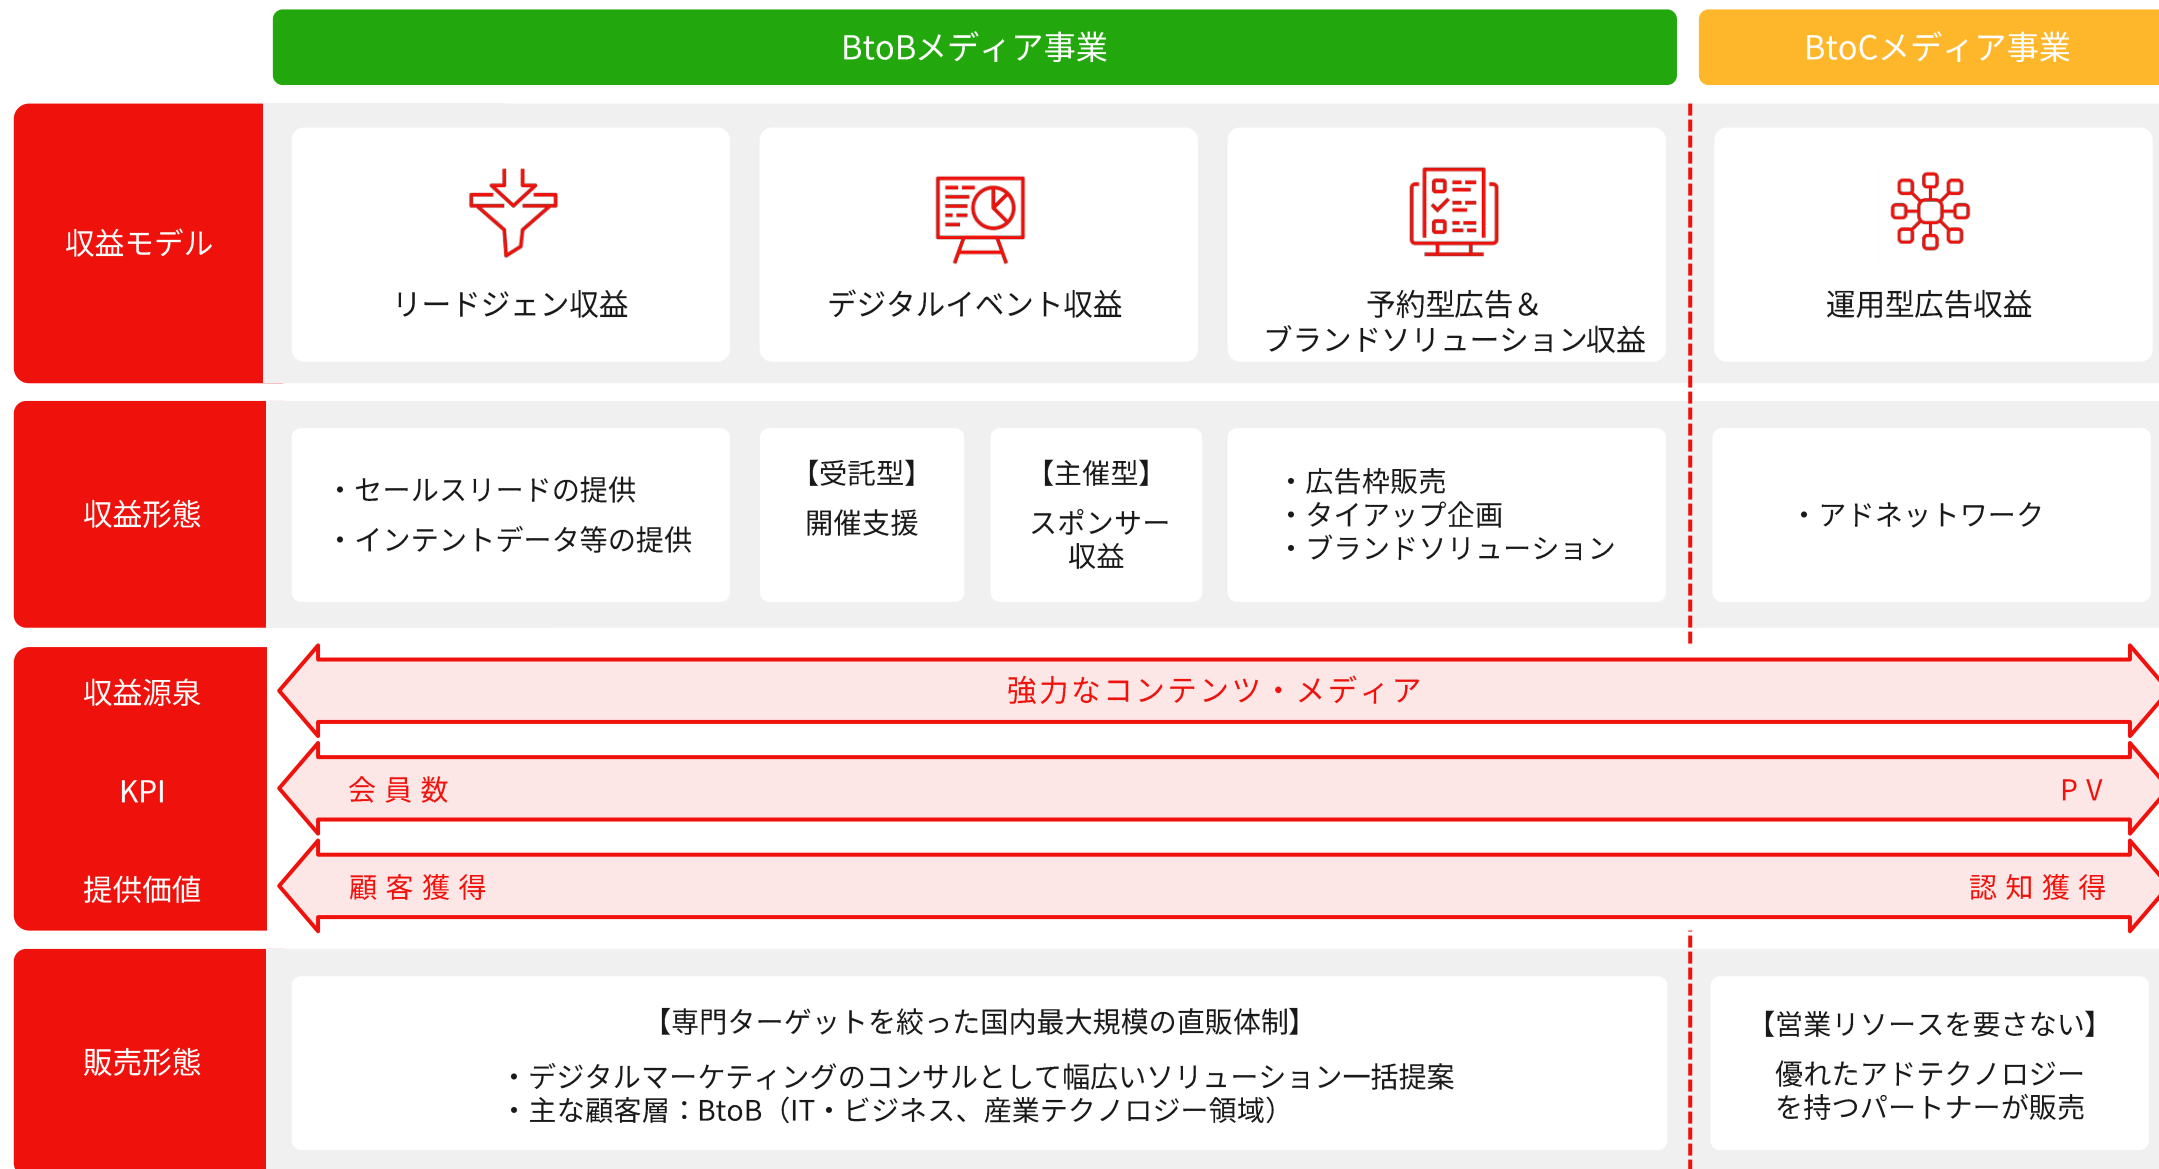 BtoBメディア事業
BtoCメディア事業
収益モデル
リードジェン収益
デジタルイベント収益
予約型広告＆
ブランドソリューション収益
運用型広告収益
収益形態
・セールスリードの提供
・インテントデータ等の提供
【受託型】
開催支援
【主催型】
スポンサー
収益
・広告枠販売
・タイアップ企画
・ブランドソリューション
・アドネットワーク
収益源泉
強力なコンテンツ・メディア
KPI
会員数
PV
提供価値
顧客獲得
認知獲得
販売形態
【専門ターゲットを絞った国内最大規模の直販体制】
・デジタルマーケティングのコンサルとして幅広いソリューション一括提案
・主な顧客層：BtoB（IT・ビジネス、産業テクノロジー領域）
【営業リソースを要さない】
優れたアドテクノロジー
を持つパートナーが販売